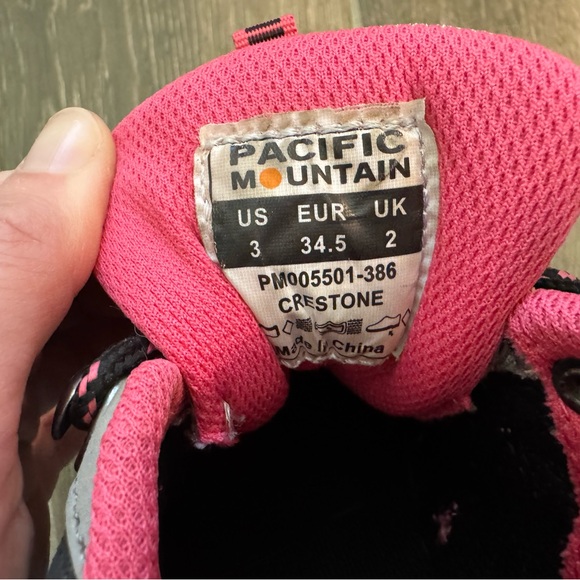 PACIFIC
MOUNTAIN
US EUR UK
3 34.5 2
PM005501-386
CRESTONE
Made in China